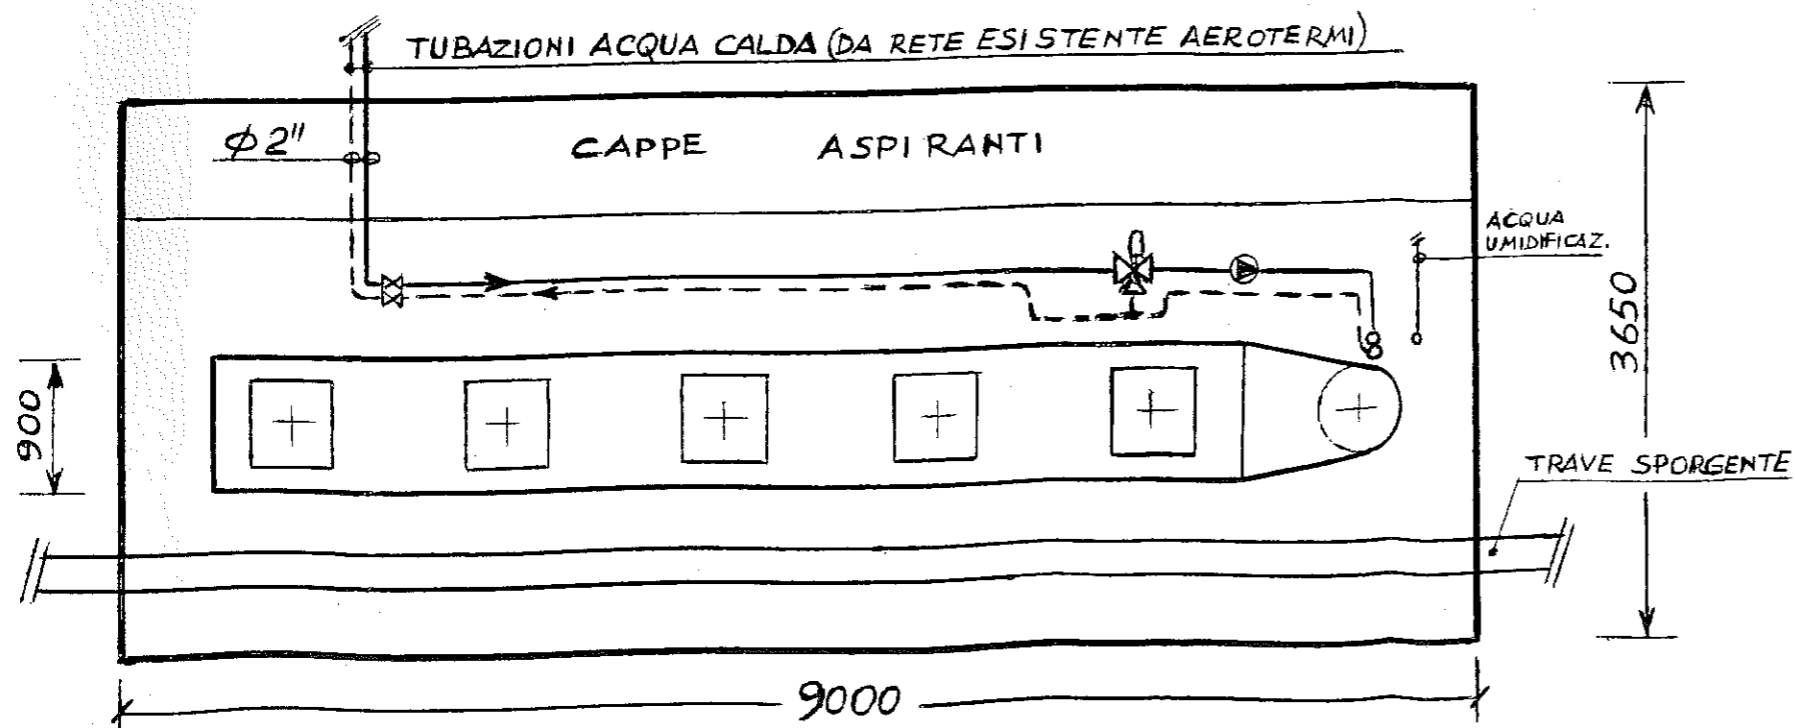 TUBAZIONI ACQUA CALDA (DA RETE ESISTENTE AEROTERMI)
φ2"
CAPPE ASPIRANTI
ACQUA
UMIDIFICAZ.
3650
900
TRAVE SPORGENTE
9000